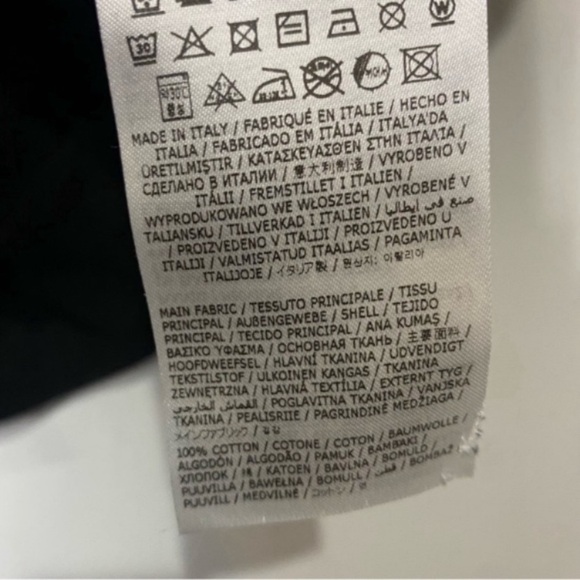 30
W
MADE IN ITALY / FABRIQUÉ EN ITALIE / HECHO EN
ITALIA / FABRICADO EM ITÁLIA / ITALYA'DA
ÜRETILMIŞTIR / ΚΑΤΑΣΚΕΥΑΣΘΕΝ ΣΤΗΝ ΙΤΑΛΙΑ /
СДЕЛАНО В ИТАЛИИ / 意大利制造 / VYROBENO V
ITÁLII / FREMSTILLET I ITALIEN /
WYPRODUKOWANO WE WŁOSZECH / VYROBENÉ V
TALIANSKU / TILLVERKAD I ITALIEN / صنع في ايطاليا
/ PROIZVEDENO V ITALIJI / PROIZVEDENO U
ITALIJI / VALMISTATUD ITAALIAS / PAGAMINTA
ITALIJOJE / イタリア製 / 원산지: 이탈리아
MAIN FABRIC / TESSUTO PRINCIPALE / TISSU
PRINCIPAL / AUßENGEWEBE / SHELL / TEJIDO
PRINCIPAL / TECIDO PRINCIPAL / ANA KUMAŞ /
ΒΑΣΙΚΟ ΥΦΑΣΜΑ / ОСНОВНАЯ ТКАНЬ / 主要面料 /
HOOFDWEEFSEL / HLAVNÍ TKANINA / UDVENDIGT
TEKSTILSTOF / ULKOINEN KANGAS / TKANINA
ZEWNĘTRZNA / HLAVNÁ TEXTÍLIA / EXTERNT TYG /
القماش الخارجي / POGLAVITNA TKANINA / VANJSKA
TKANINA / PEALISRIIE / PAGRINDINĖ MEDŽIAGA /
メインファブリック /
100% COTTON / COTONE / COTON / BAUMWOLLE /
ALGODÓN / ALGODÃO / PAMUK / ΒΑΜΒΑΚΙ /
ХЛОПОК / 棉 / KATOEN / BAVLNA / BOMULD /
PUUVILLA / BAWEŁNA / BOMULL / قطن / BOMBAŽ
PUUVILL / MEDVILNĖ / コットン / 면